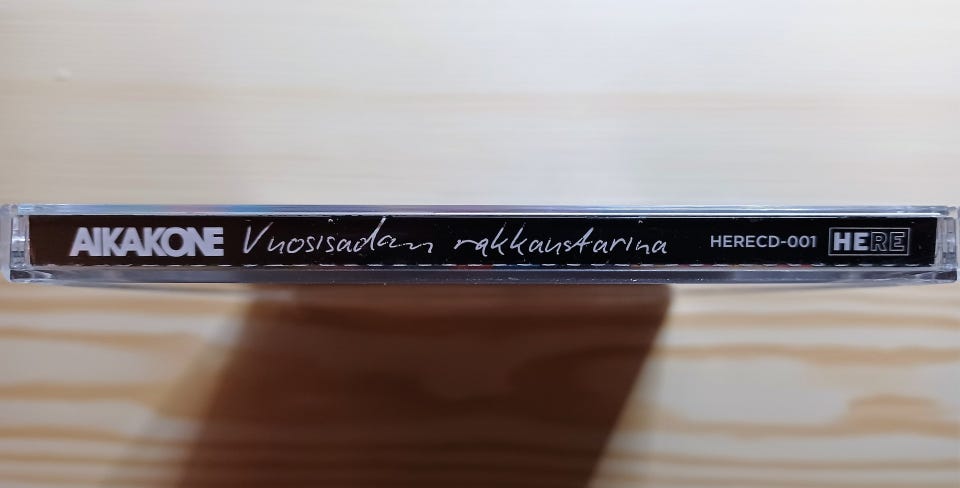 AIKAKONE Vuosisadan rakkaustarina HERECD-001 HERE